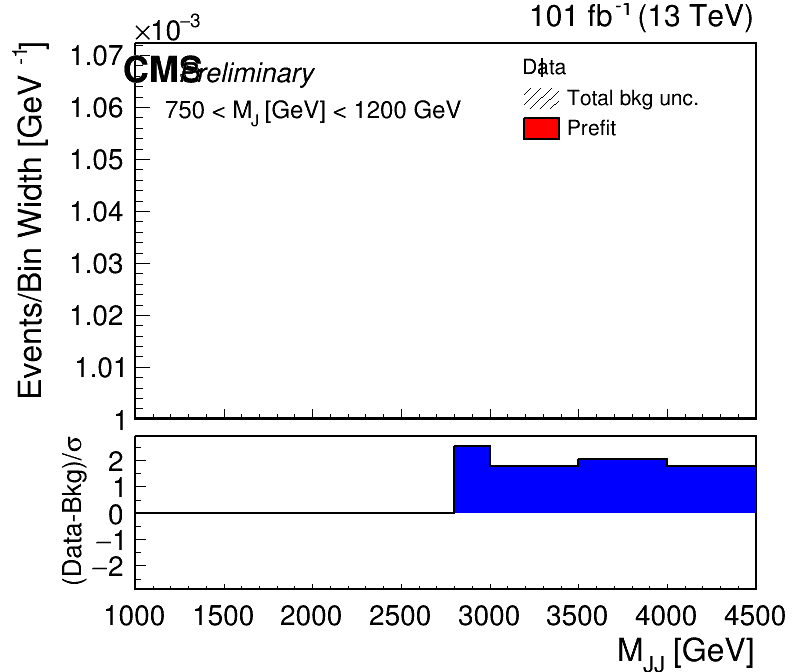 101 fb⁻¹ (13 TeV)
×10⁻³
CMS Preliminary
750 < M_J [GeV] < 1200 GeV
Data
Total bkg unc.
Prefit
Events/Bin Width [GeV⁻¹]
1.07
1.06
1.05
1.04
1.03
1.02
1.01
1
(Data-Bkg)/σ
2
1
0
−1
−2
1000 1500 2000 2500 3000 3500 4000 4500
M_JJ [GeV]